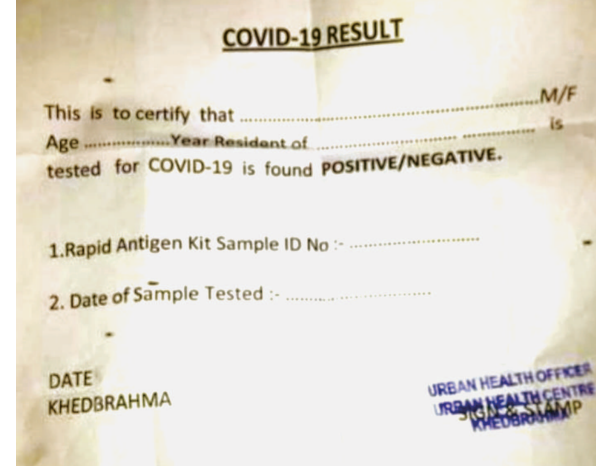 COVID-19 RESULT
This is to certify that ........................................................M/F
Age .................Year Resident of ............................ ............... is
tested for COVID-19 is found POSITIVE/NEGATIVE.
1.Rapid Antigen Kit Sample ID No :- ..........................
2. Date of Sample Tested :- .............................
DATE
KHEDBRAHMA
URBAN HEALTH OFFICER
URBAN HEALTH CENTRE
SIGN & STAMP
KHEDBRAHMA